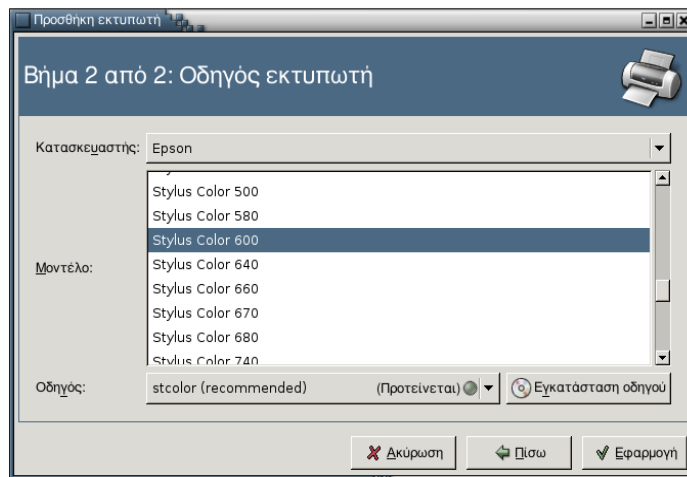 Προσθήκη εκτυπωτή
Βήμα 2 από 2: Οδηγός εκτυπωτή
Κατασκευαστής: Epson
Stylus Color 500
Stylus Color 580
Stylus Color 600
Μοντέλο: Stylus Color 640
Stylus Color 660
Stylus Color 670
Stylus Color 680
Stylus Color 740
Οδηγός: stcolor (recommended) (Προτείνεται) Εγκατάσταση οδηγού
Ακύρωση Πίσω Εφαρμογή